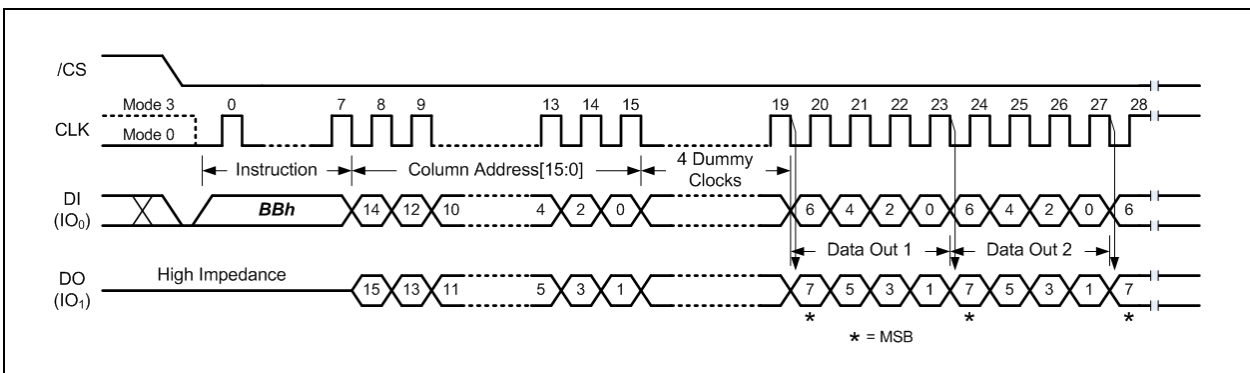 /CS
Mode 3 0 7 8 9 13 14 15 19 20 21 22 23 24 25 26 27 28
CLK
Mode 0
Instruction Column Address[15:0] 4 Dummy Clocks
DI (IO0) BBh 14 12 10 4 2 0 6 4 2 0 6 4 2 0 6
Data Out 1 Data Out 2
DO (IO1) High Impedance 15 13 11 5 3 1 7 5 3 1 7 5 3 1 7
* * *
* = MSB